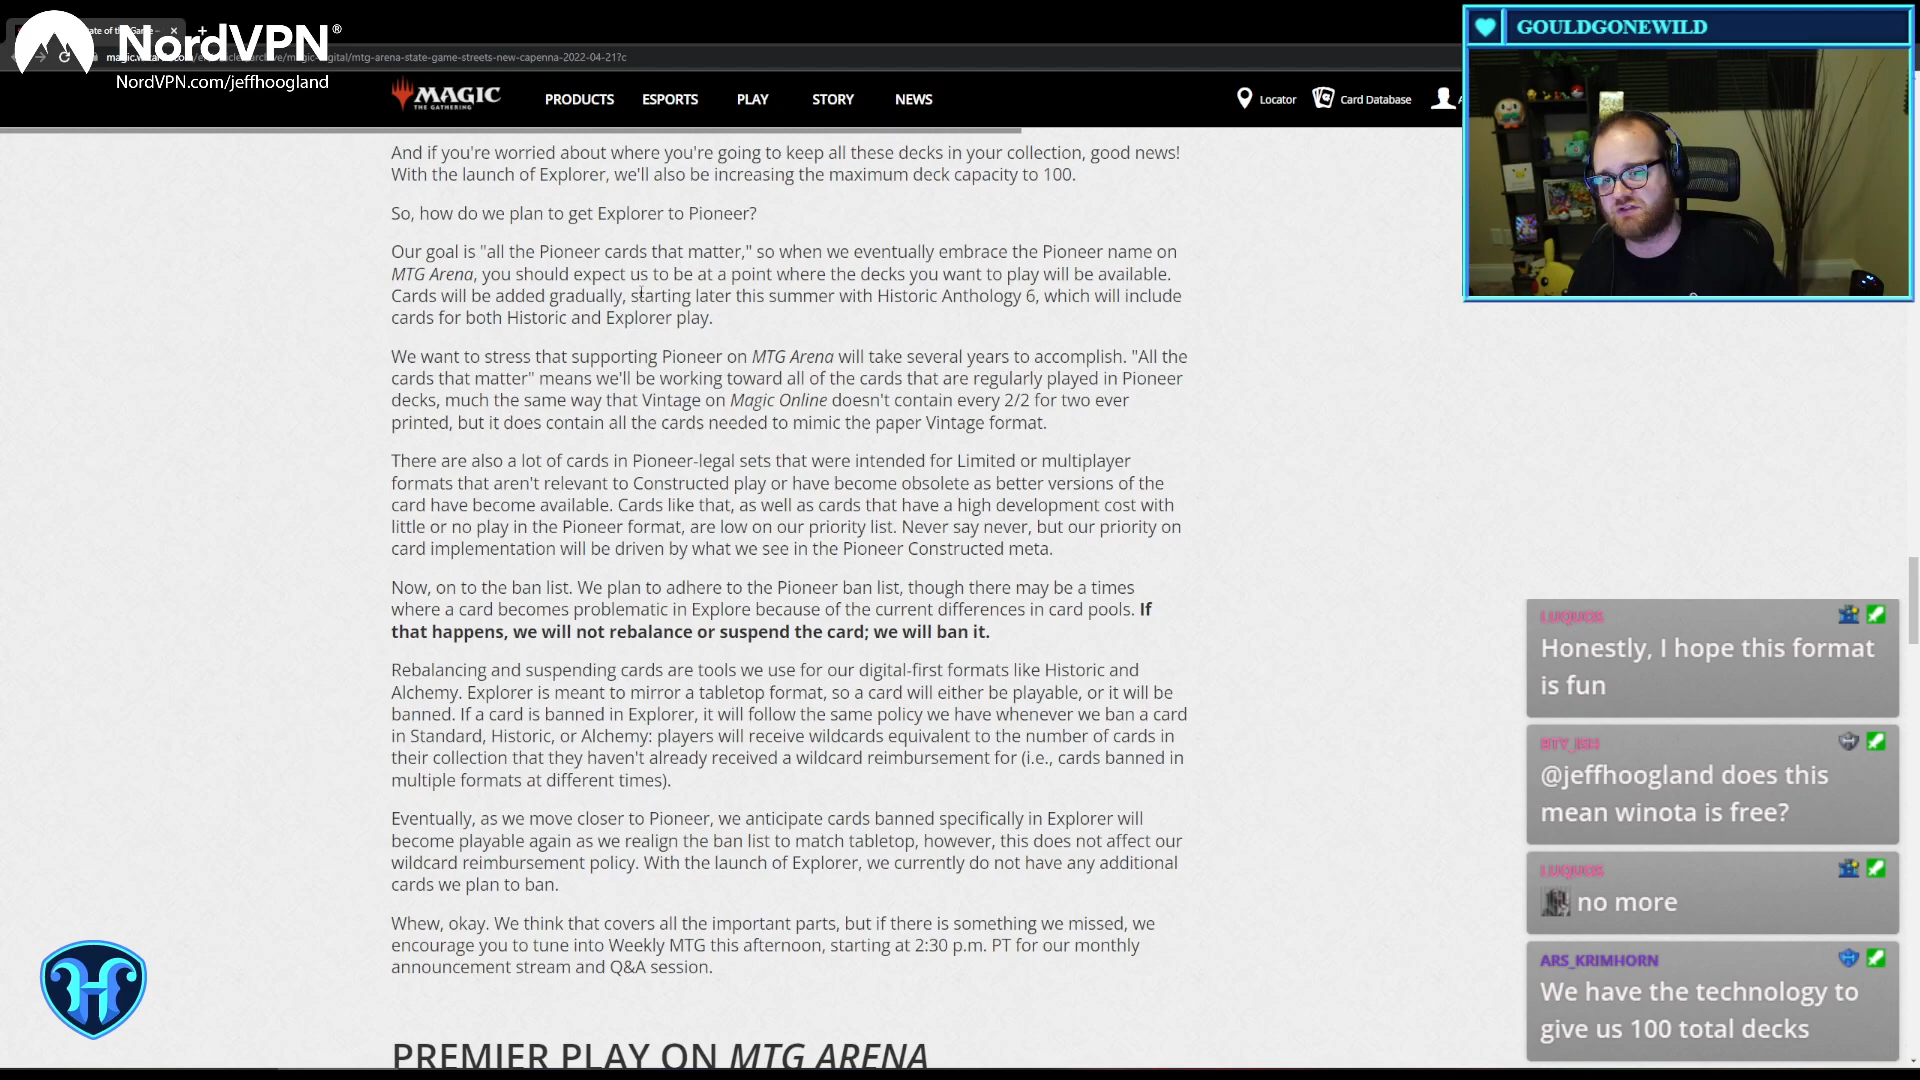 ate of the Game –
NordVPN®
NordVPN.com/jeffhoogland
digital/mtg-arena-state-game-streets-new-capenna-2022-04-21?c
MAGIC
THE GATHERING
PRODUCTS
ESPORTS
PLAY
STORY
NEWS
Locator
Card Database
GOULDGONEWILD
And if you're worried about where you're going to keep all these decks in your collection, good news!
With the launch of Explorer, we'll also be increasing the maximum deck capacity to 100.
So, how do we plan to get Explorer to Pioneer?
Our goal is "all the Pioneer cards that matter," so when we eventually embrace the Pioneer name on
MTG Arena, you should expect us to be at a point where the decks you want to play will be available.
Cards will be added gradually, starting later this summer with Historic Anthology 6, which will include
cards for both Historic and Explorer play.
We want to stress that supporting Pioneer on MTG Arena will take several years to accomplish. "All the
cards that matter" means we'll be working toward all of the cards that are regularly played in Pioneer
decks, much the same way that Vintage on Magic Online doesn't contain every 2/2 for two ever
printed, but it does contain all the cards needed to mimic the paper Vintage format.
There are also a lot of cards in Pioneer-legal sets that were intended for Limited or multiplayer
formats that aren't relevant to Constructed play or have become obsolete as better versions of the
card have become available. Cards like that, as well as cards that have a high development cost with
little or no play in the Pioneer format, are low on our priority list. Never say never, but our priority on
card implementation will be driven by what we see in the Pioneer Constructed meta.
Now, on to the ban list. We plan to adhere to the Pioneer ban list, though there may be a times
where a card becomes problematic in Explore because of the current differences in card pools. If
that happens, we will not rebalance or suspend the card; we will ban it.
Rebalancing and suspending cards are tools we use for our digital-first formats like Historic and
Alchemy. Explorer is meant to mirror a tabletop format, so a card will either be playable, or it will be
banned. If a card is banned in Explorer, it will follow the same policy we have whenever we ban a card
in Standard, Historic, or Alchemy: players will receive wildcards equivalent to the number of cards in
their collection that they haven't already received a wildcard reimbursement for (i.e., cards banned in
multiple formats at different times).
Eventually, as we move closer to Pioneer, we anticipate cards banned specifically in Explorer will
become playable again as we realign the ban list to match tabletop, however, this does not affect our
wildcard reimbursement policy. With the launch of Explorer, we currently do not have any additional
cards we plan to ban.
Whew, okay. We think that covers all the important parts, but if there is something we missed, we
encourage you to tune into Weekly MTG this afternoon, starting at 2:30 p.m. PT for our monthly
announcement stream and Q&A session.
PREMIER PLAY ON MTG ARENA
LUQUOS
Honestly, I hope this format
is fun
BTY_ISH
@jeffhoogland does this
mean winota is free?
LUQUOS
no more
ARS_KRIMHORN
We have the technology to
give us 100 total decks